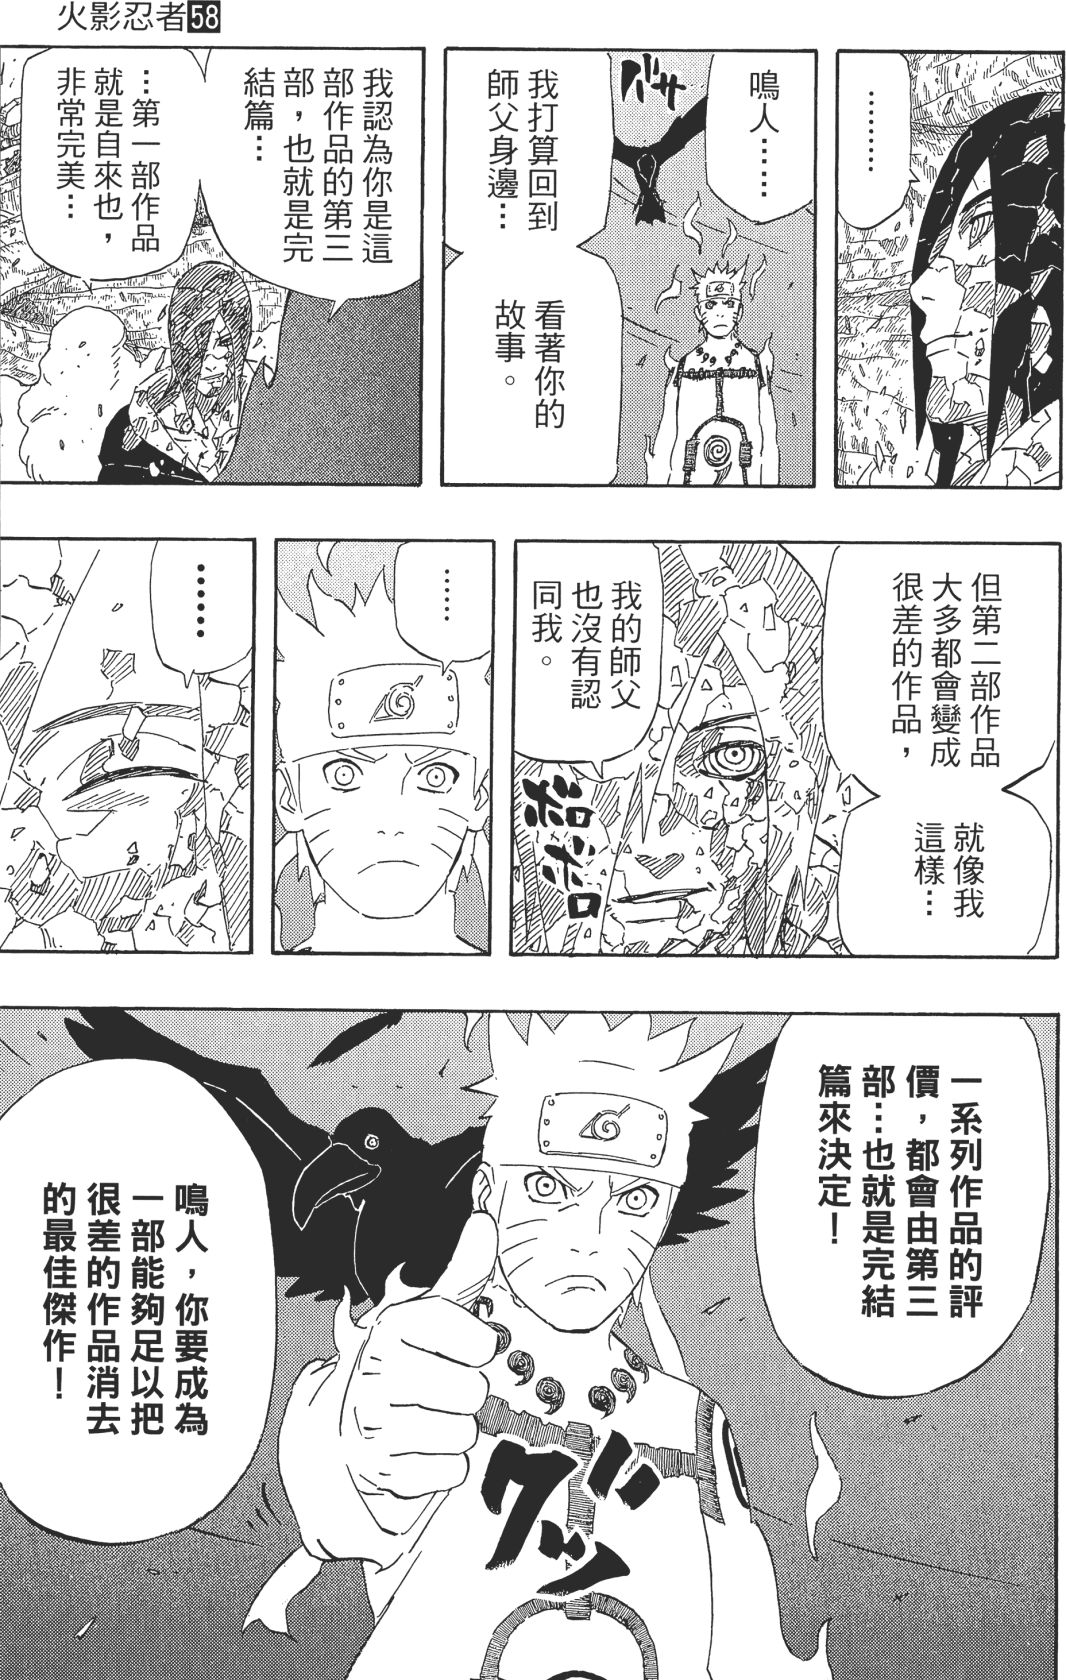 火影忍者58
………
鳴人……
我打算回到
師父身邊…
看著你的
故事。
バサッ
我認為你是這
部作品的第三
部，也就是完
結篇…
…第一部作品
就是自來也，
非常完美…
但第二部作品
大多都會變成
很差的作品，
就像我
這樣…
我的師父
也沒有認
同我。
ボロ
ボロ
……
……
一系列作品的評
價，都會由第三
部…也就是完結
篇來決定！
鳴人，你要成為
一部能夠足以把
很差的作品消去
的最佳傑作！
グッ